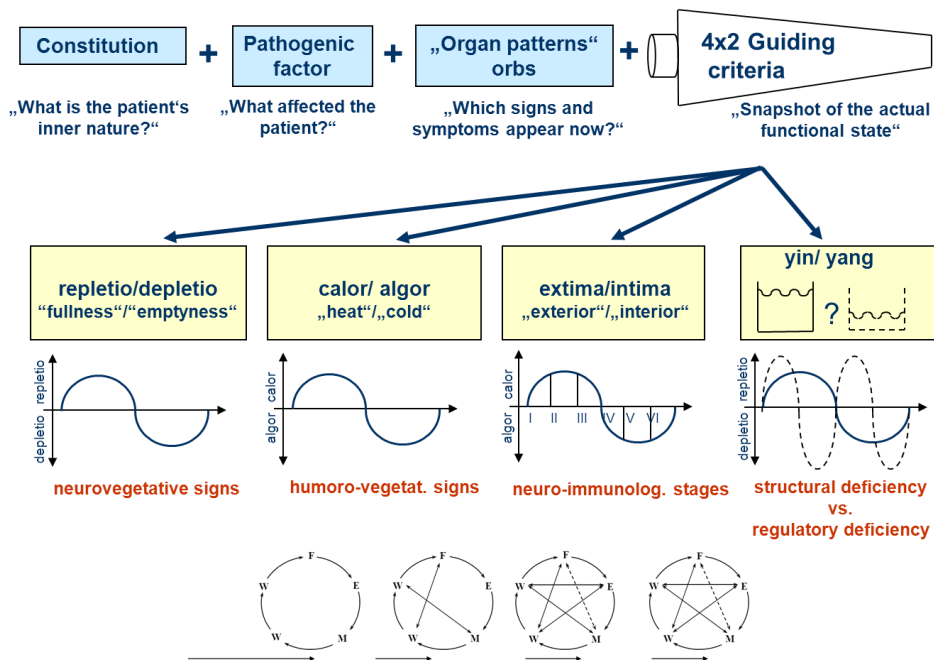 Constitution
+
Pathogenic
factor
+
„Organ patterns“
orbs
+
4x2 Guiding
criteria
„What is the patient‘s
inner nature?“
„What affected the
patient?“
„Which signs and
symptoms appear now?“
„Snapshot of the actual
functional state“
repletio/depletio
“fullness“/“emptyness“
calor/ algor
„heat“/„cold“
extima/intima
„exterior“/„interior“
yin/ yang
?
depletio repletio
algor calor
algor calor
I II III IV V VI
depletio repletio
neurovegetative signs
humoro-vegetat. signs
neuro-immunolog. stages
structural deficiency
vs.
regulatory deficiency
F
W E
W M
F
W E
W M
F
W E
W M
F
W E
W M